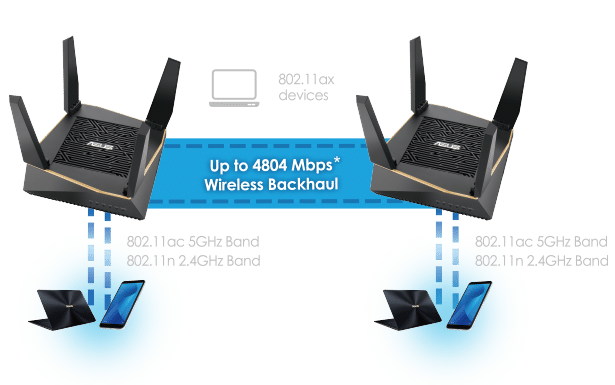 802.11ax
devices
ASUS
ASUS
Up to 4804 Mbps*
Wireless Backhaul
802.11ac 5GHz Band
802.11n 2.4GHz Band
802.11ac 5GHz Band
802.11n 2.4GHz Band